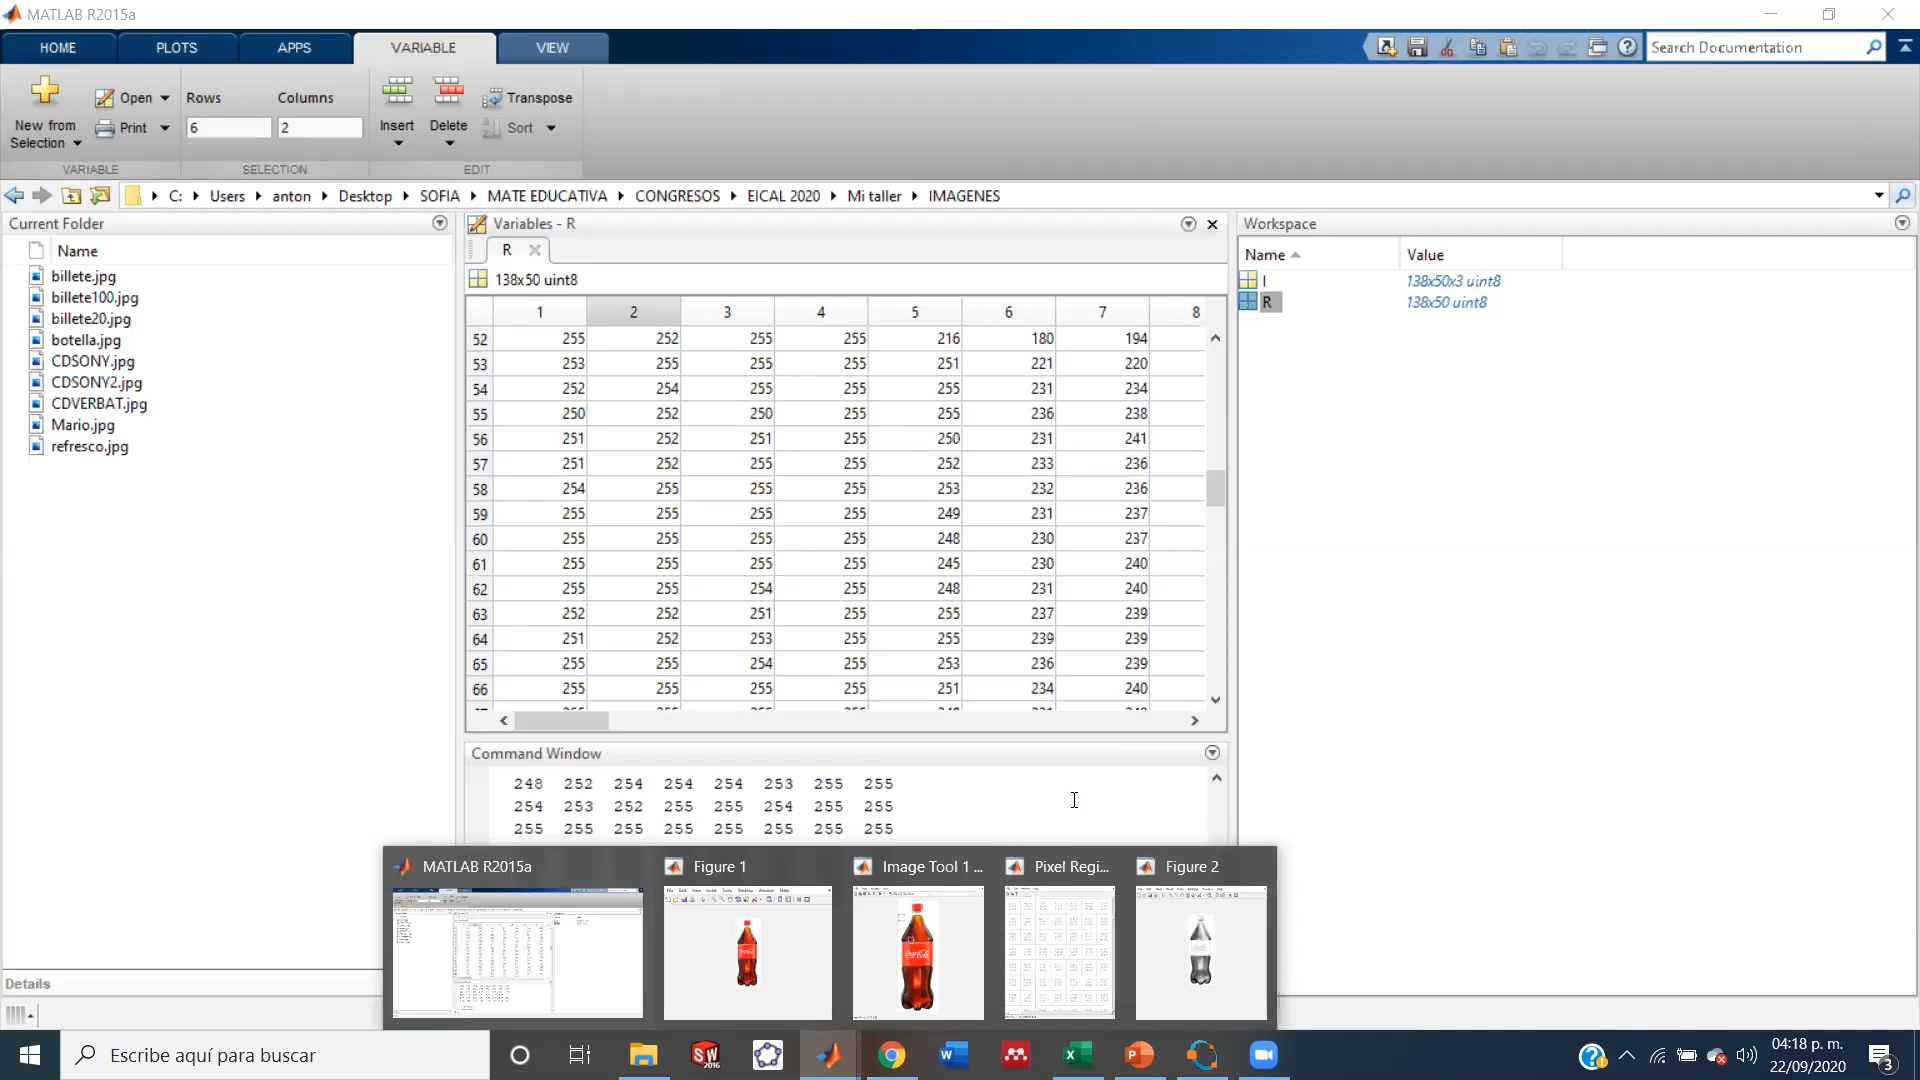 MATLAB R2015a
HOME PLOTS APPS VARIABLE VIEW
Search Documentation
New from Selection
Open
Print
Rows
6
Columns
2
Insert
Delete
Transpose
Sort
VARIABLE SELECTION EDIT
C: Users anton Desktop SOFIA MATE EDUCATIVA CONGRESOS EICAL 2020 Mi taller IMAGENES
Current Folder
Name
billete.jpg
billete100.jpg
billete20.jpg
botella.jpg
CDSONY.jpg
CDSONY2.jpg
CDVERBAT.jpg
Mario.jpg
refresco.jpg
Details
Variables - R
R
138x50 uint8
1 2 3 4 5 6 7 8
52 255 252 255 255 216 180 194
53 253 255 255 255 251 221 220
54 252 254 255 255 255 231 234
55 250 252 250 255 255 236 238
56 251 252 251 255 250 231 241
57 251 252 255 255 252 233 236
58 254 255 255 255 253 232 236
59 255 255 255 255 249 231 237
60 255 255 255 255 248 230 237
61 255 255 255 255 245 230 240
62 255 255 254 255 248 231 240
63 252 252 251 255 255 237 239
64 251 252 253 255 255 239 239
65 255 255 254 255 253 236 239
66 255 255 255 255 251 234 240
Command Window
248 252 254 254 254 253 255 255
254 253 252 255 255 254 255 255
255 255 255 255 255 255 255 255
Workspace
Name Value
I 138x50x3 uint8
R 138x50 uint8
MATLAB R2015a
Figure 1
Image Tool 1 ...
Pixel Regi...
Figure 2
Escribe aquí para buscar
SW
2016
04:18 p. m.
22/09/2020
3